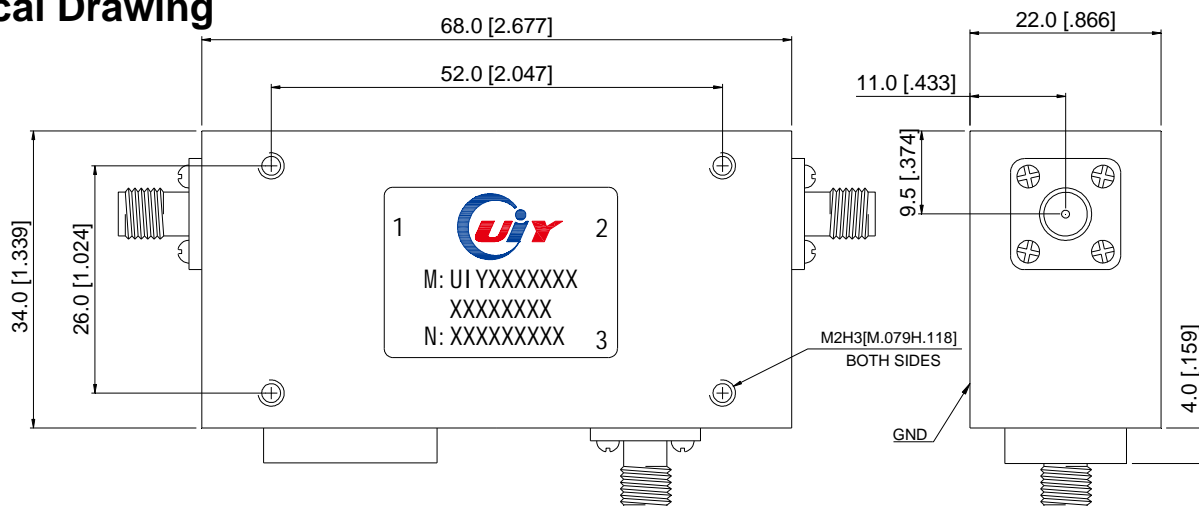 cal Drawing
68.0 [2.677]
52.0 [2.047]
22.0 [.866]
11.0 [.433]
9.5 [.374]
34.0 [1.339]
26.0 [1.024]
1
UiY
2
M: UIYXXXXXXX
XXXXXXXX
N: XXXXXXXXX
3
M2H3[M.079H.118]
BOTH SIDES
GND
4.0 [.159]